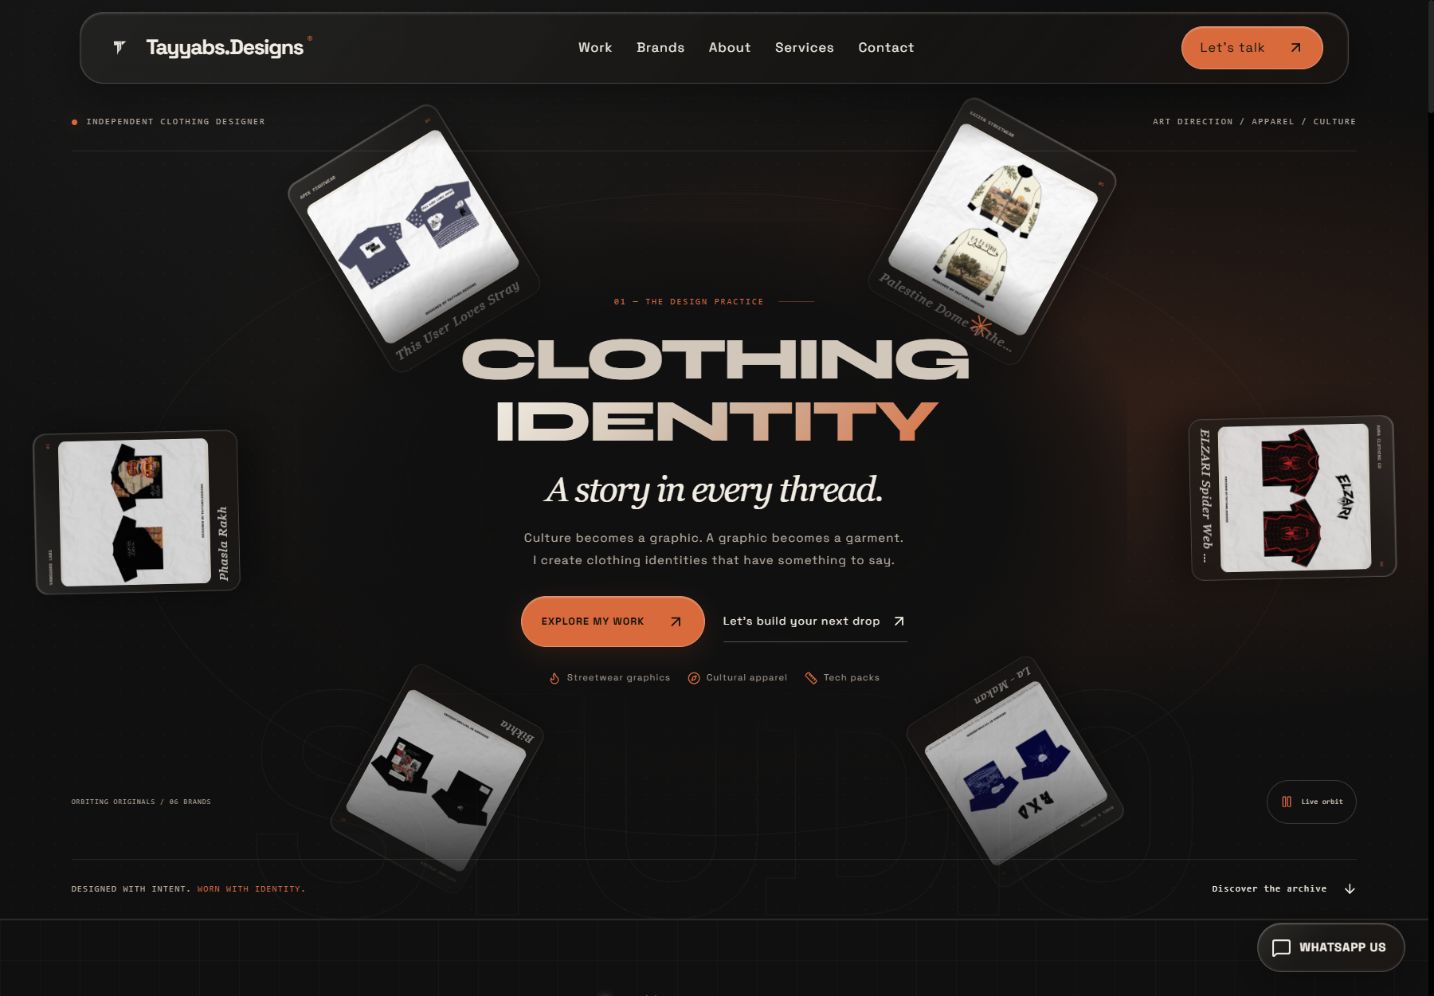 Tayyabs.Designs
Work
Brands
About
Services
Contact
Let's talk
INDEPENDENT CLOTHING DESIGNER
ART DIRECTION / APPAREL / CULTURE
This User Loves Stray
Palestine Dome
01 — THE DESIGN PRACTICE
CLOTHING
IDENTITY
A story in every thread.
Culture becomes a graphic. A graphic becomes a garment.
I create clothing identities that have something to say.
EXPLORE MY WORK
Let's build your next drop
Streetwear graphics
Cultural apparel
Tech packs
Phasla Rakh
ELZARI Spider Web ...
ELZARI
Bikhta
La - Makan
STUDIO
ORBITING ORIGINALS / 06 BRANDS
Live orbit
DESIGNED WITH INTENT. WORN WITH IDENTITY.
Discover the archive
WHATSAPP US